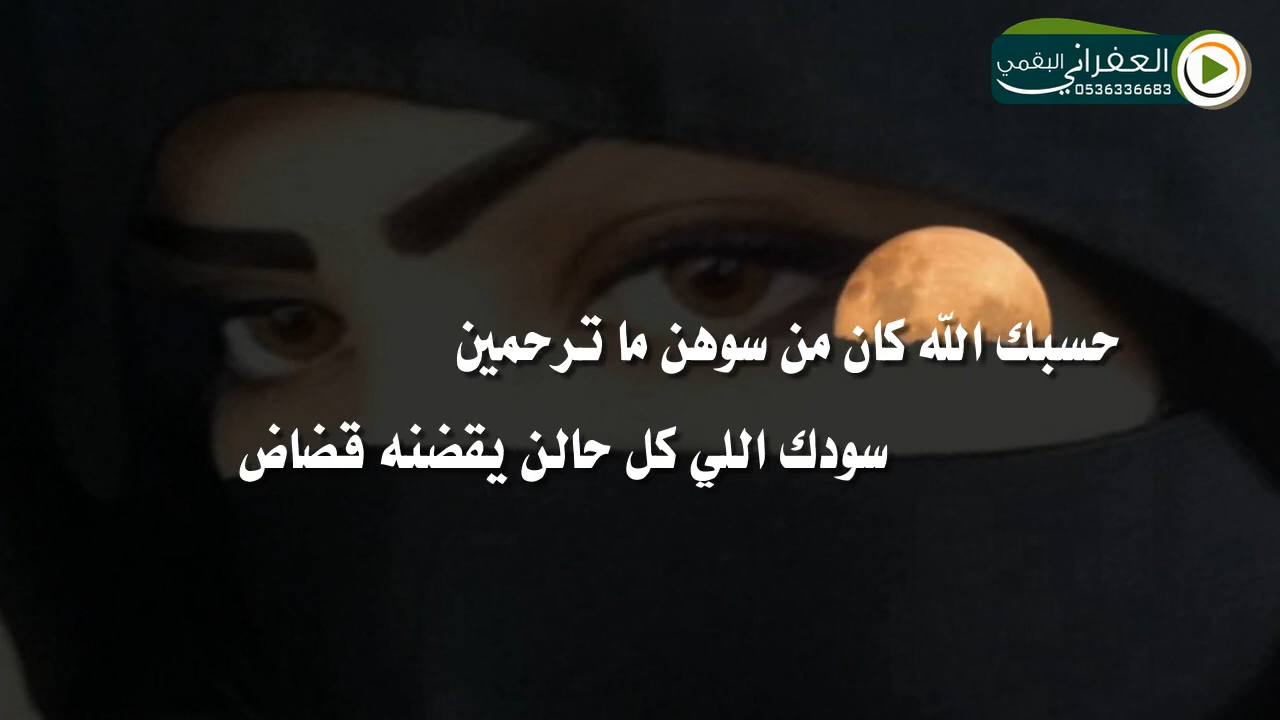 العفراني البقمي
0536336683
حسبك الله كان من سوهن ما ترحمين
سودك اللي كل حالن يقضنه قضاض